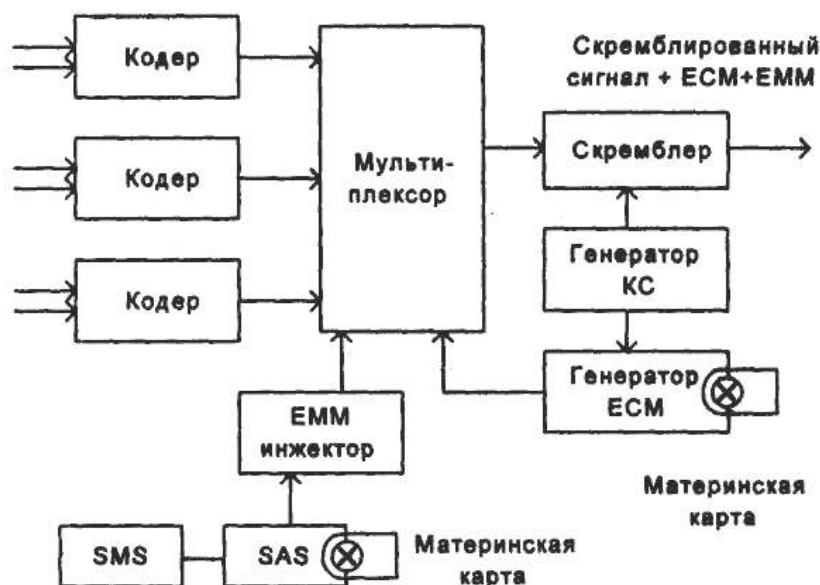 Кодер
Кодер
Кодер
Мульти-
плексор
Скремблированный
сигнал + ECM+EMM
Скремблер
Генератор
КС
Генератор
ECM
Материнская
карта
EMM
инжектор
SMS
SAS
Материнская
карта